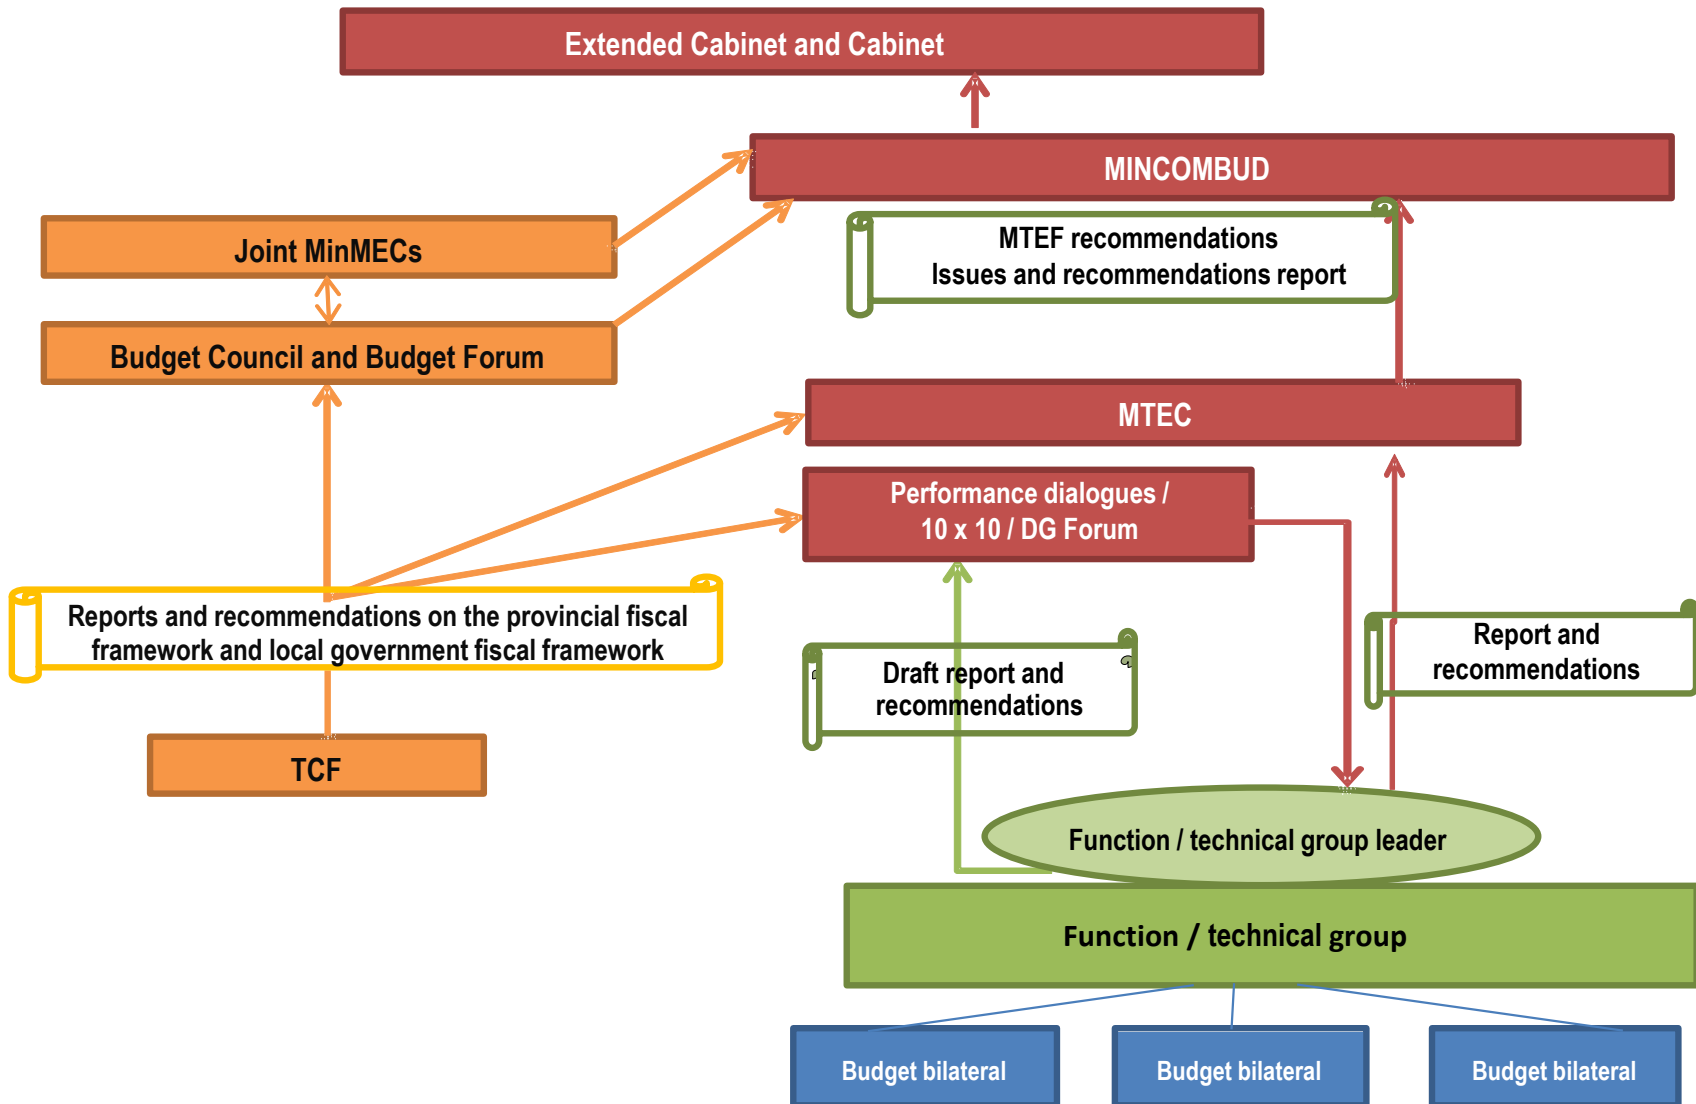 Extended Cabinet and Cabinet
MINCOMBUD
MTEF recommendations
Issues and recommendations report
Joint MinMECs
Budget Council and Budget Forum
MTEC
Performance dialogues /
10 x 10 / DG Forum
Reports and recommendations on the provincial fiscal
framework and local government fiscal framework
Draft report and
recommendations
Report and
recommendations
TCF
Function / technical group leader
Function / technical group
Budget bilateral
Budget bilateral
Budget bilateral